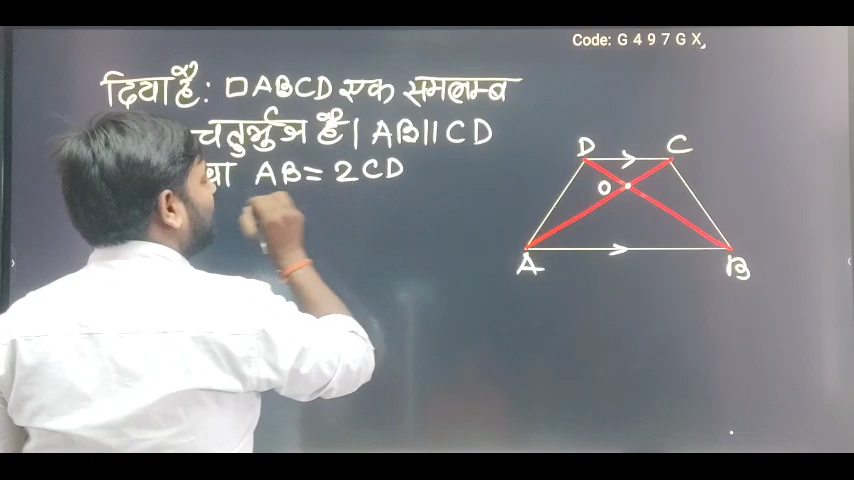 Code: G 4 9 7 G X
दिया है: □ABCD एक समलम्ब
चतुर्भुज है| AB||CD
AB = 2CD
D C
O
A B